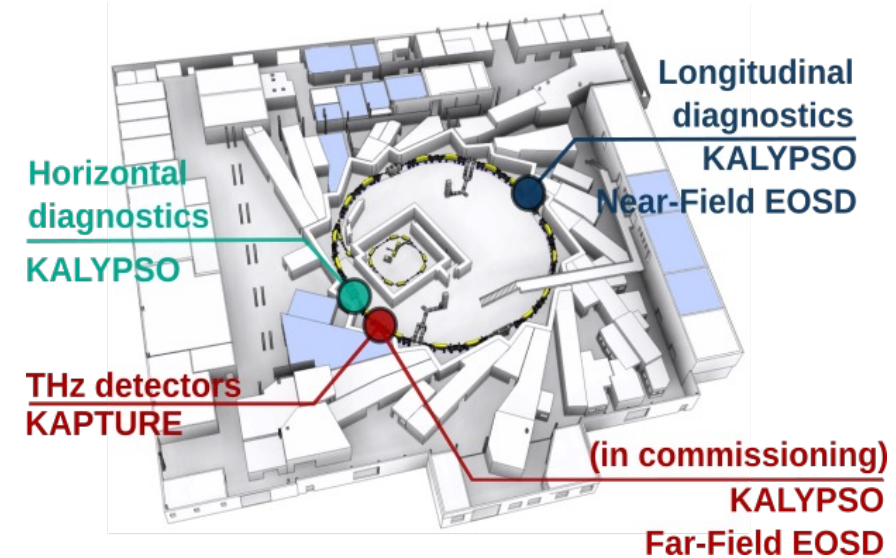 Longitudinal
diagnostics
KALYPSO
Near-Field EOSD
Horizontal
diagnostics
KALYPSO
THz detectors
KAPTURE
(in commissioning)
KALYPSO
Far-Field EOSD